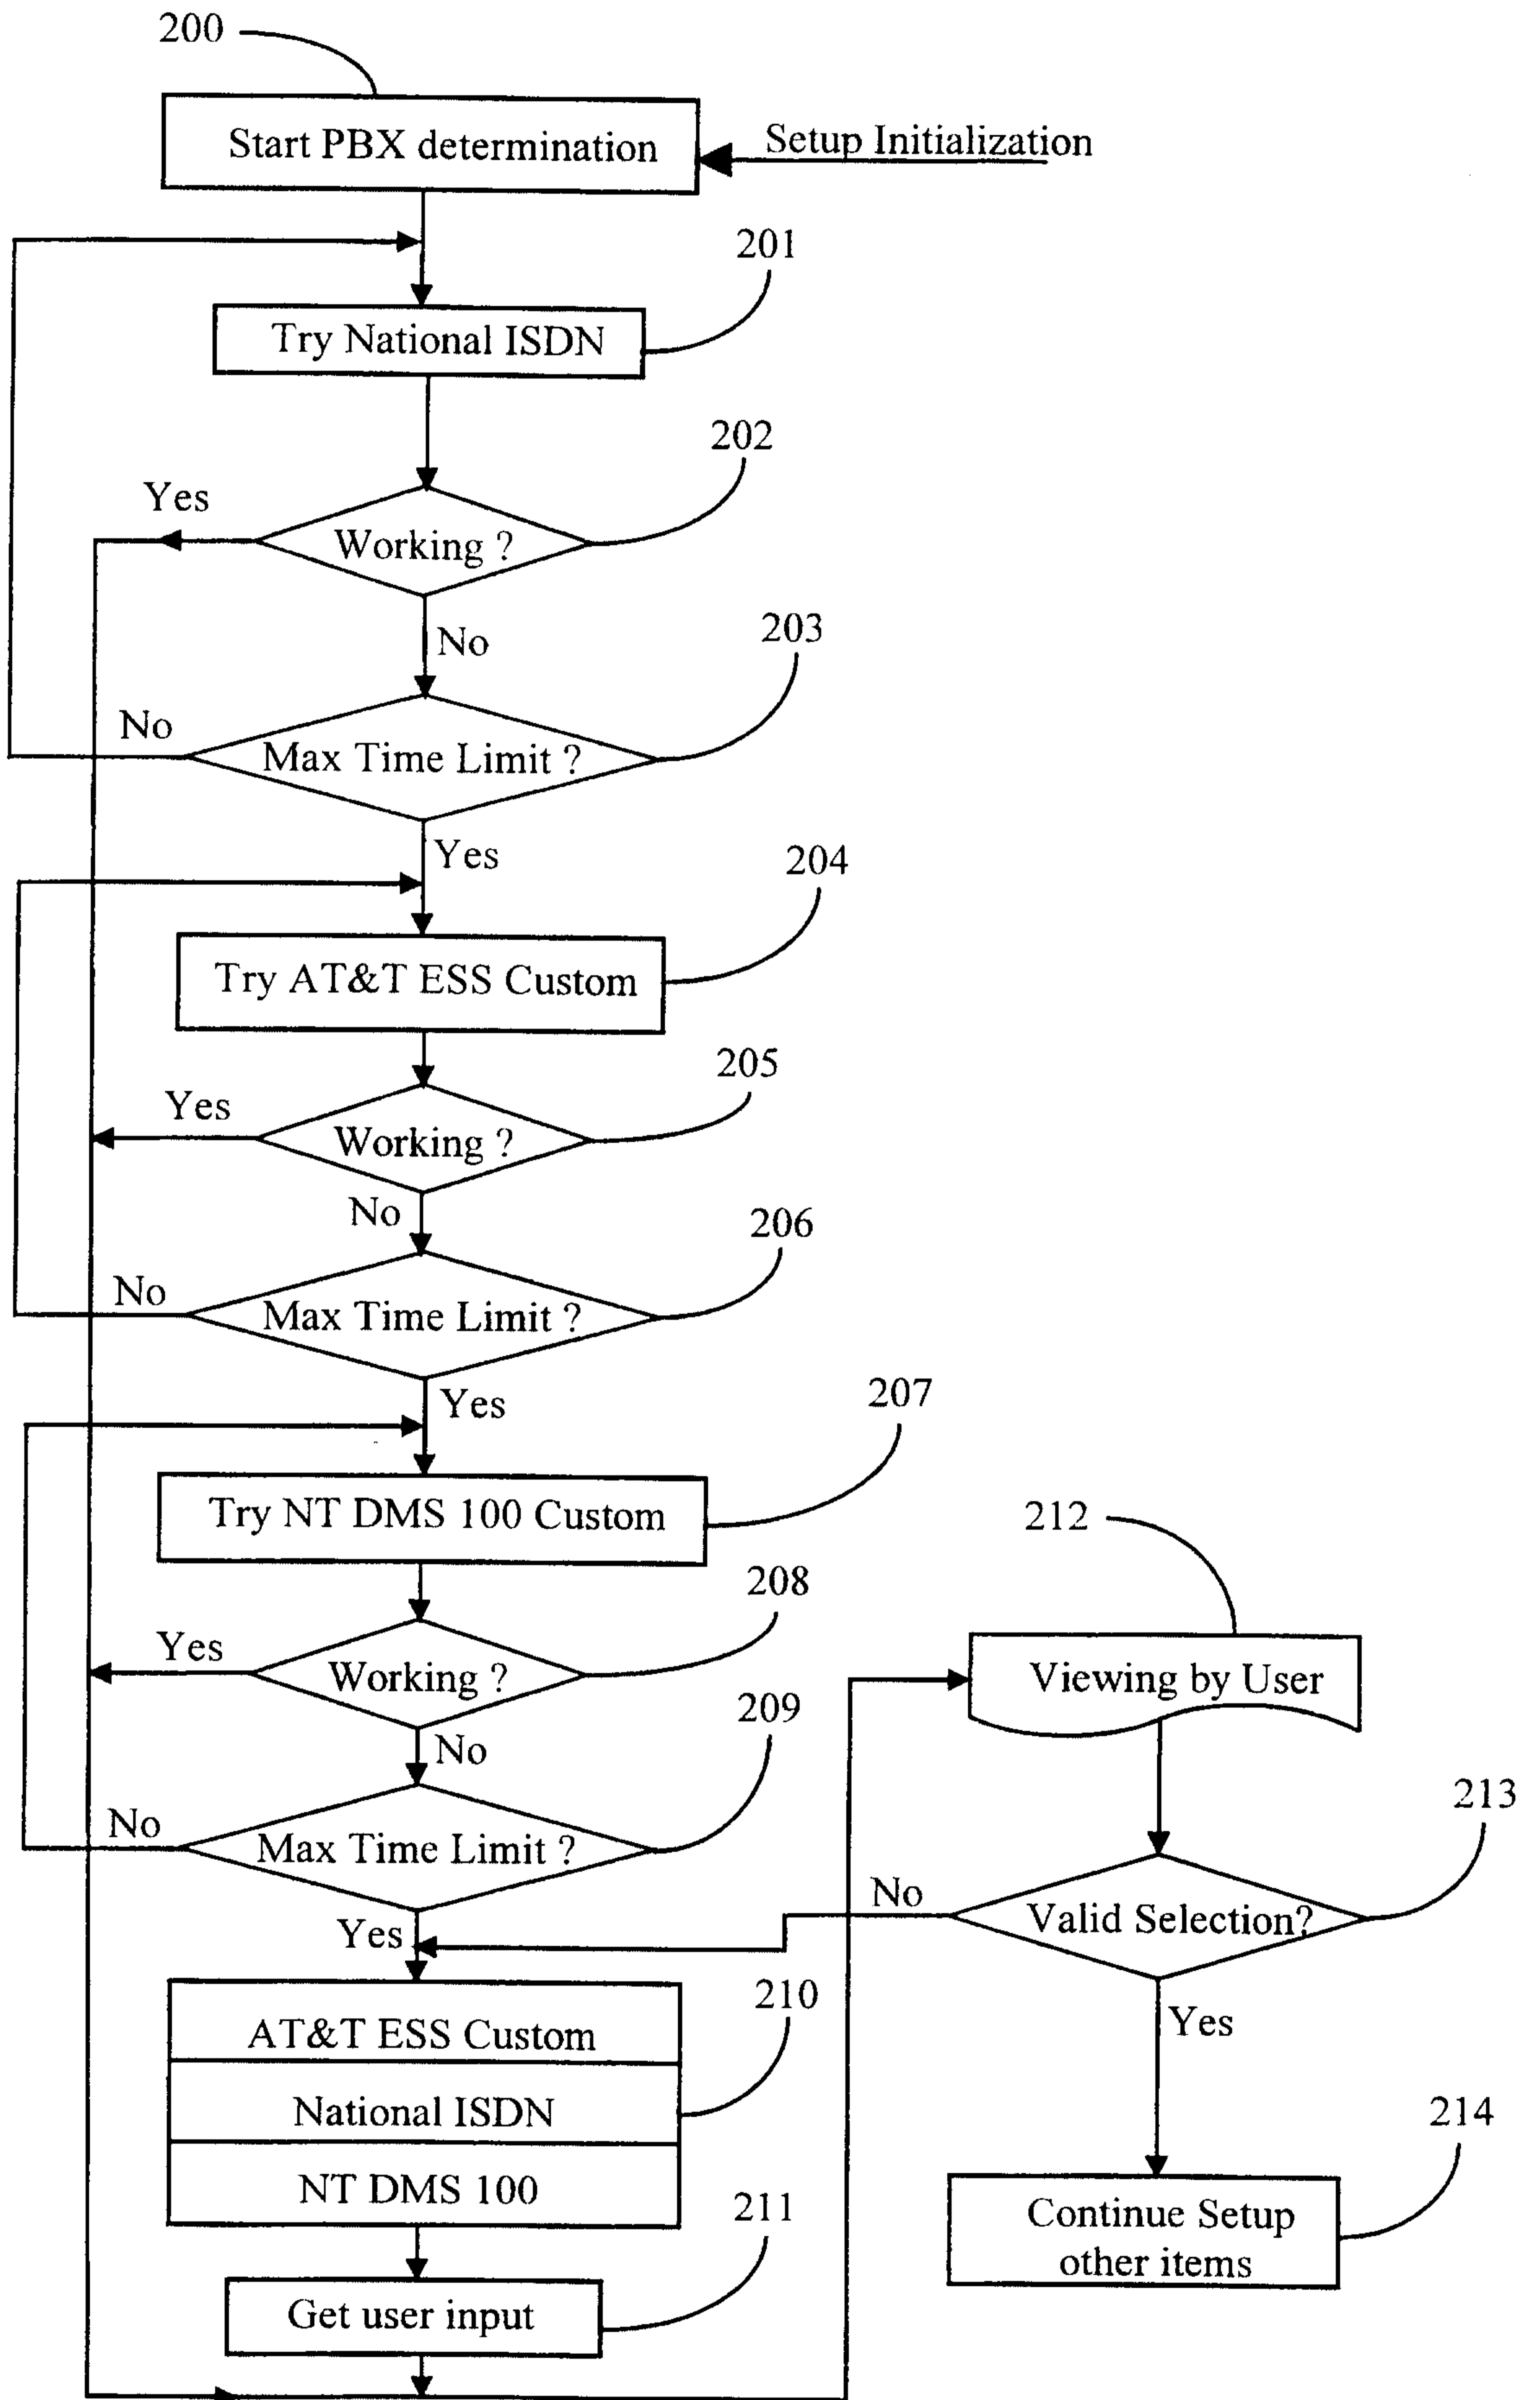 200
Start PBX determination
Setup Initialization
201
Try National ISDN
202
Yes
Working ?
No
203
No
Max Time Limit ?
Yes
204
Try AT&T ESS Custom
205
Yes
Working ?
No
206
No
Max Time Limit ?
Yes
207
Try NT DMS 100 Custom
208
Yes
Working ?
No
209
No
Max Time Limit ?
Yes
210
AT&T ESS Custom
National ISDN
NT DMS 100
211
Get user input
212
Viewing by User
213
No
Valid Selection?
Yes
214
Continue Setup
other items